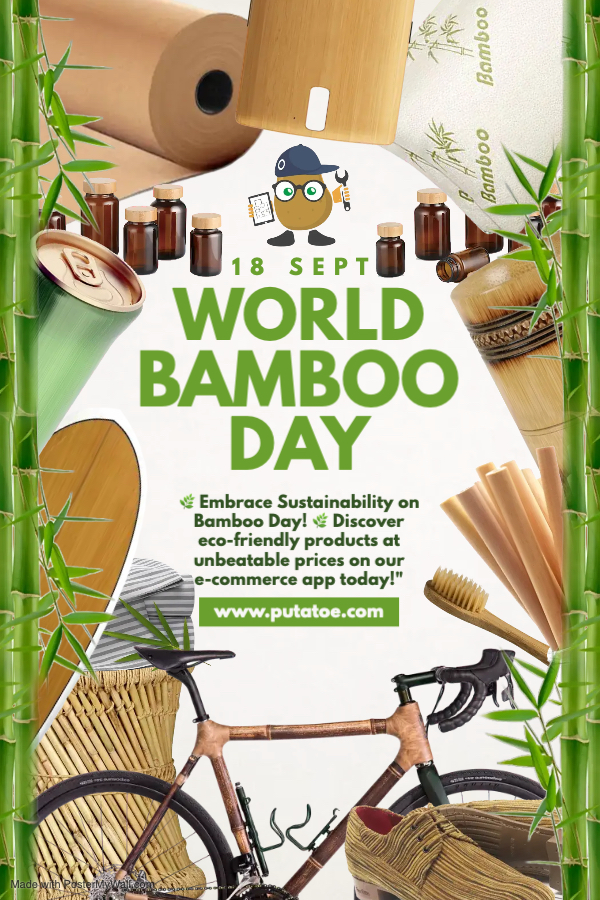 Bamboo
Bamboo
18 SEPT
WORLD
BAMBOO
DAY
🌿 Embrace Sustainability on
Bamboo Day! 🌿 Discover
eco-friendly products at
unbeatable prices on our
e-commerce app today!"
www.putatoe.com
Made with PosterMyWall.com